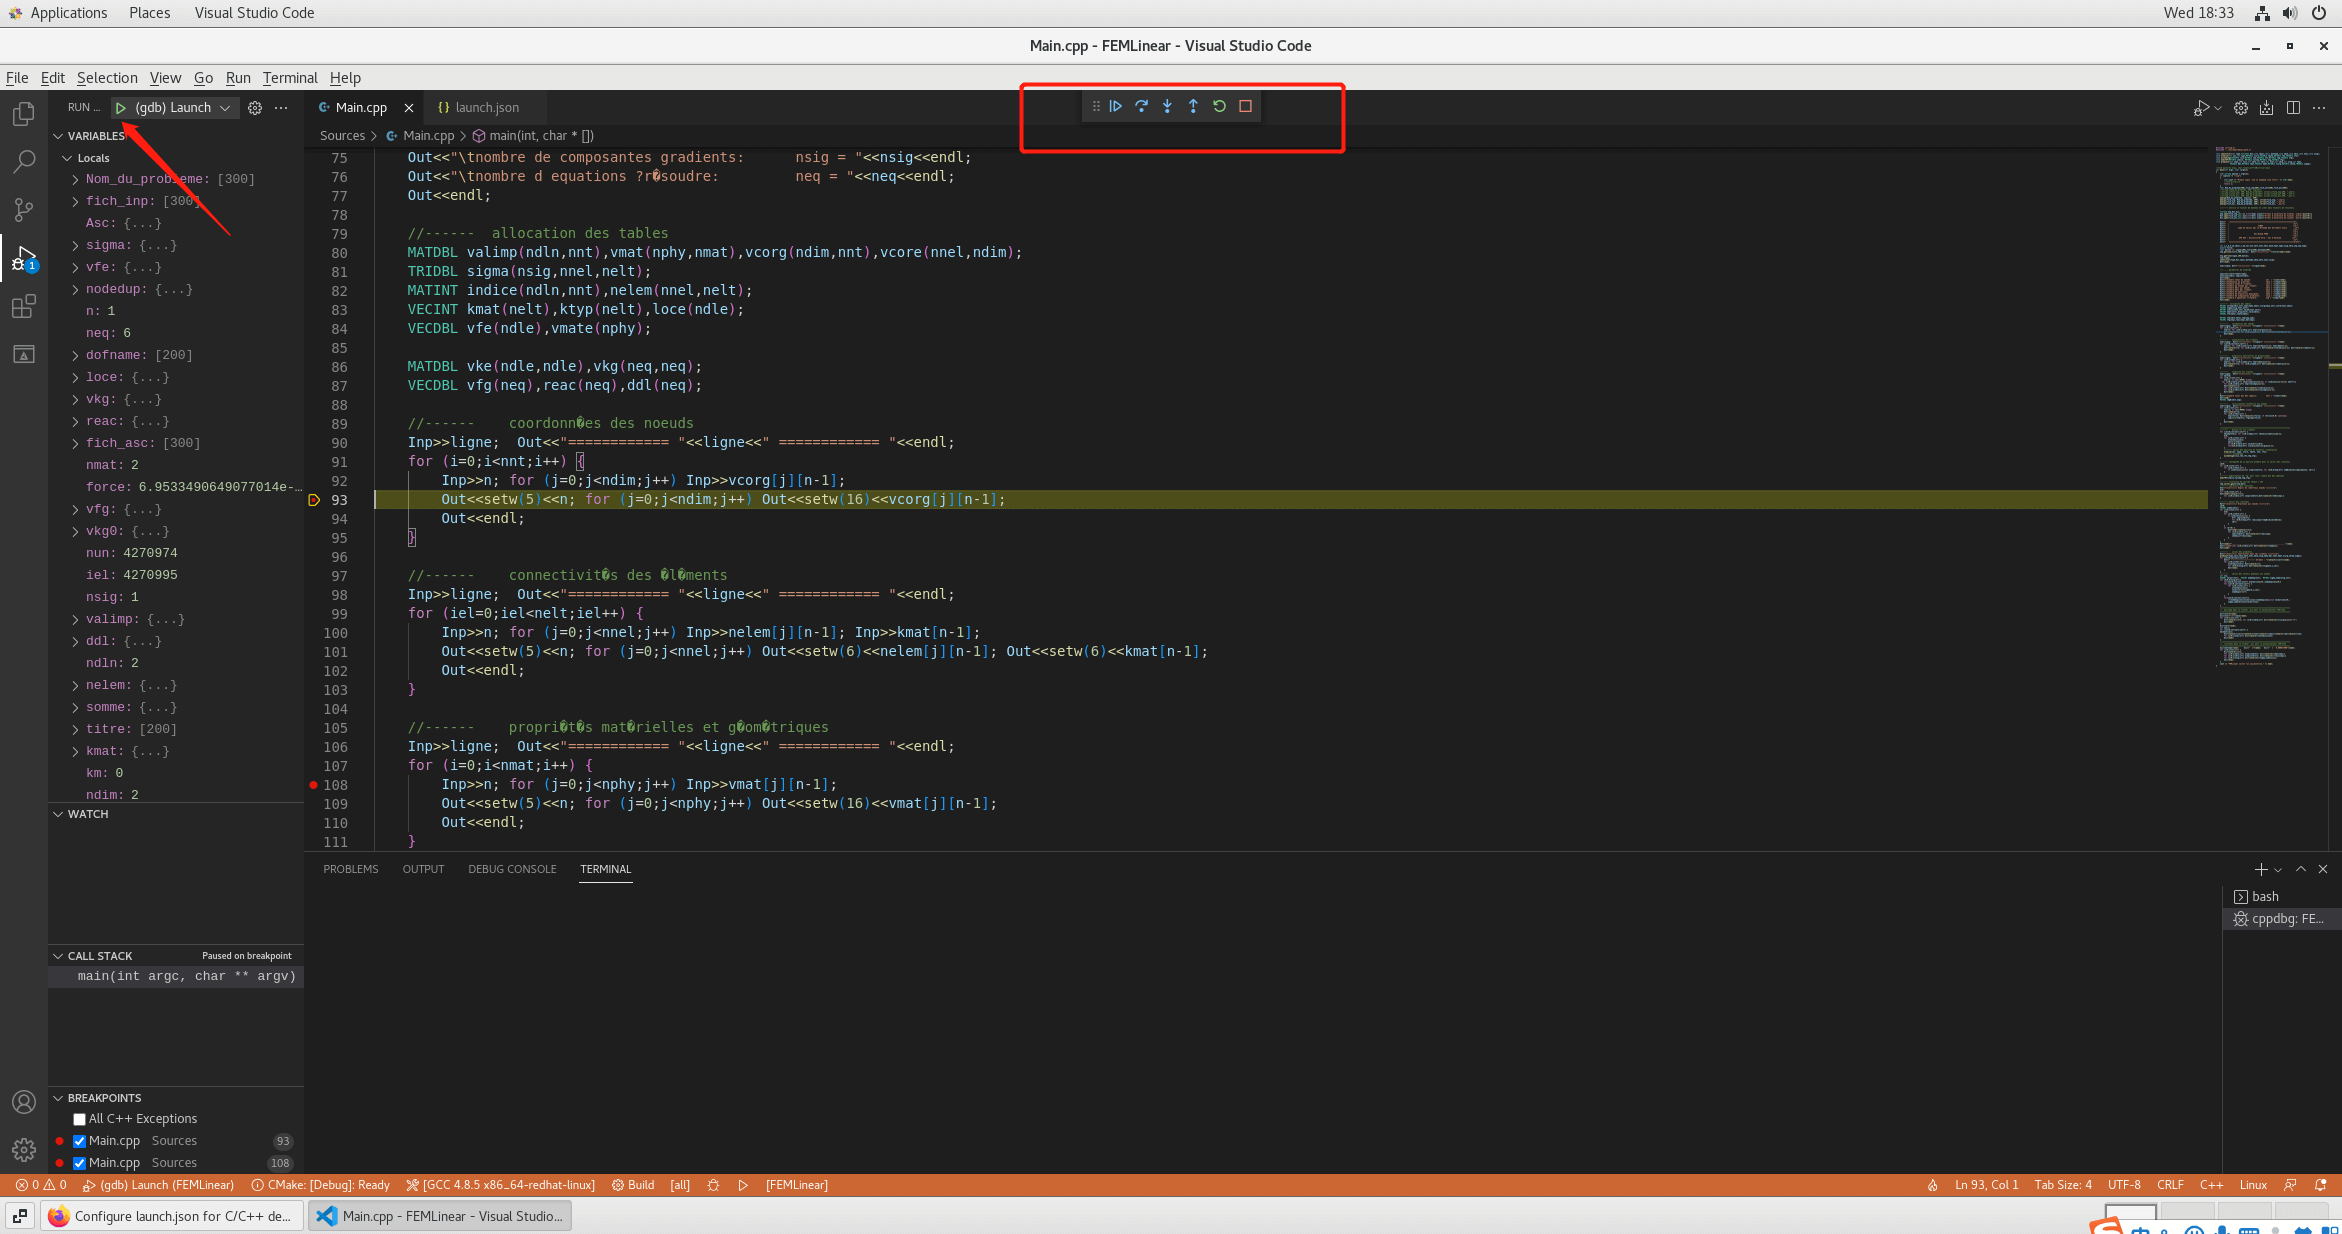 Applications Places Visual Studio Code Wed 18:33
Main.cpp - FEMLinear - Visual Studio Code
File Edit Selection View Go Run Terminal Help
RUN ... (gdb) Launch ...
Main.cpp
{} launch.json
Sources > Main.cpp > main(int, char * [])
VARIABLES
Locals
Nom_du_probleme: [300]
fich_inp: [300]
Asc: {...}
sigma: {...}
vfe: {...}
nodedup: {...}
n: 1
neq: 6
dofname: [200]
loce: {...}
vkg: {...}
reac: {...}
fich_asc: [300]
nmat: 2
force: 6.9533490649077014e-...
vfg: {...}
vkg0: {...}
nun: 4270974
iel: 4270995
nsig: 1
valimp: {...}
ddl: {...}
ndln: 2
nelem: {...}
somme: {...}
titre: [200]
kmat: {...}
km: 0
ndim: 2
WATCH
CALL STACK Paused on breakpoint
main(int argc, char ** argv)
BREAKPOINTS
All C++ Exceptions
Main.cpp Sources 93
Main.cpp Sources 108
75 Out<<"\tnombre de composantes gradients:      nsig = "<<nsig<<endl;
76 Out<<"\tnombre d equations ?r�soudre:         neq = "<<neq<<endl;
77 Out<<endl;
78
79 //------  allocation des tables
80 MATDBL valimp(ndln,nnt),vmat(nphy,nmat),vcorg(ndim,nnt),vcore(nnel,ndim);
81 TRIDBL sigma(nsig,nnel,nelt);
82 MATINT indice(ndln,nnt),nelem(nnel,nelt);
83 VECINT kmat(nelt),ktyp(nelt),loce(ndle);
84 VECDBL vfe(ndle),vmate(nphy);
85
86 MATDBL vke(ndle,ndle),vkg(neq,neq);
87 VECDBL vfg(neq),reac(neq),ddl(neq);
88
89 //------    coordonn�es des noeuds
90 Inp>>ligne;  Out<<"============ "<<ligne<<" ============ "<<endl;
91 for (i=0;i<nnt;i++) {
92     Inp>>n; for (j=0;j<ndim;j++) Inp>>vcorg[j][n-1];
93     Out<<setw(5)<<n; for (j=0;j<ndim;j++) Out<<setw(16)<<vcorg[j][n-1];
94     Out<<endl;
95 }
96
97 //------    connectivit�s des �l�ments
98 Inp>>ligne;  Out<<"============ "<<ligne<<" ============ "<<endl;
99 for (iel=0;iel<nelt;iel++) {
100     Inp>>n; for (j=0;j<nnel;j++) Inp>>nelem[j][n-1]; Inp>>kmat[n-1];
101     Out<<setw(5)<<n; for (j=0;j<nnel;j++) Out<<setw(6)<<nelem[j][n-1]; Out<<setw(6)<<kmat[n-1];
102     Out<<endl;
103 }
104
105 //------    propri�t�s mat�rielles et g�om�triques
106 Inp>>ligne;  Out<<"============ "<<ligne<<" ============ "<<endl;
107 for (i=0;i<nmat;i++) {
108     Inp>>n; for (j=0;j<nphy;j++) Inp>>vmat[j][n-1];
109     Out<<setw(5)<<n; for (j=0;j<nphy;j++) Out<<setw(16)<<vmat[j][n-1];
110     Out<<endl;
111 }
PROBLEMS OUTPUT DEBUG CONSOLE TERMINAL
bash
cppdbg: FE...
1
0 0 (gdb) Launch (FEMLinear) CMake: [Debug]: Ready [GCC 4.8.5 x86_64-redhat-linux] Build [all] [FEMLinear] Ln 93, Col 1 Tab Size: 4 UTF-8 CRLF C++ Linux
Configure launch.json for C/C++ de... Main.cpp - FEMLinear - Visual Studio...